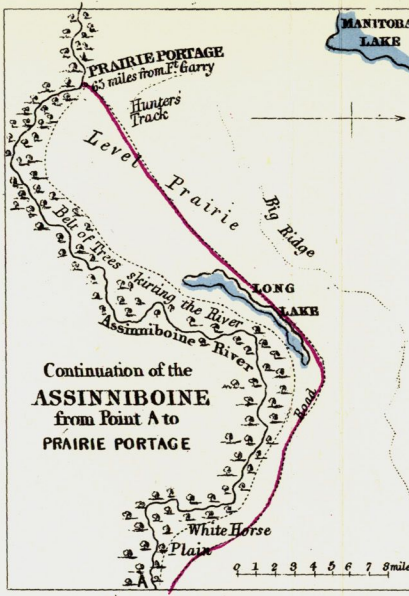 MANITOBA
LAKE
PRAIRIE PORTAGE
65 miles from Ft. Garry
Hunters'
Track
Level Prairie
Big Ridge
Belt of Trees skirting the River
LONG
LAKE
Assinniboine River
Continuation of the
ASSINNIBOINE
from Point A to
PRAIRIE PORTAGE
Road
White Horse
Plain
A
0 1 2 3 4 5 6 7 8 mile